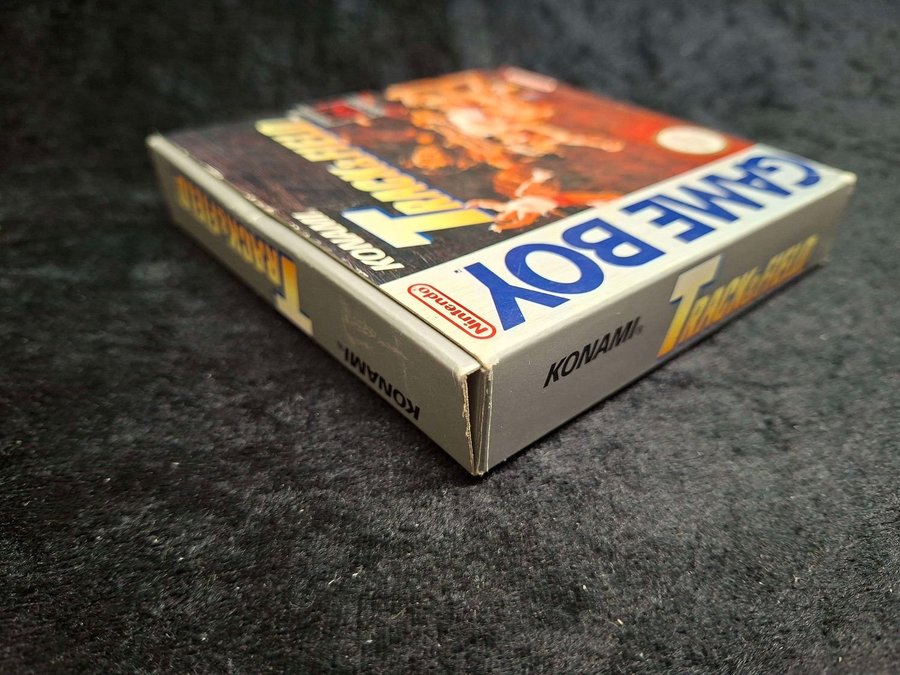 GAME BOY
Nintendo
KONAMI
TRACK & FIELD
KONAMI
TRACK & FIELD
KONAMI
TRACK & FIELD